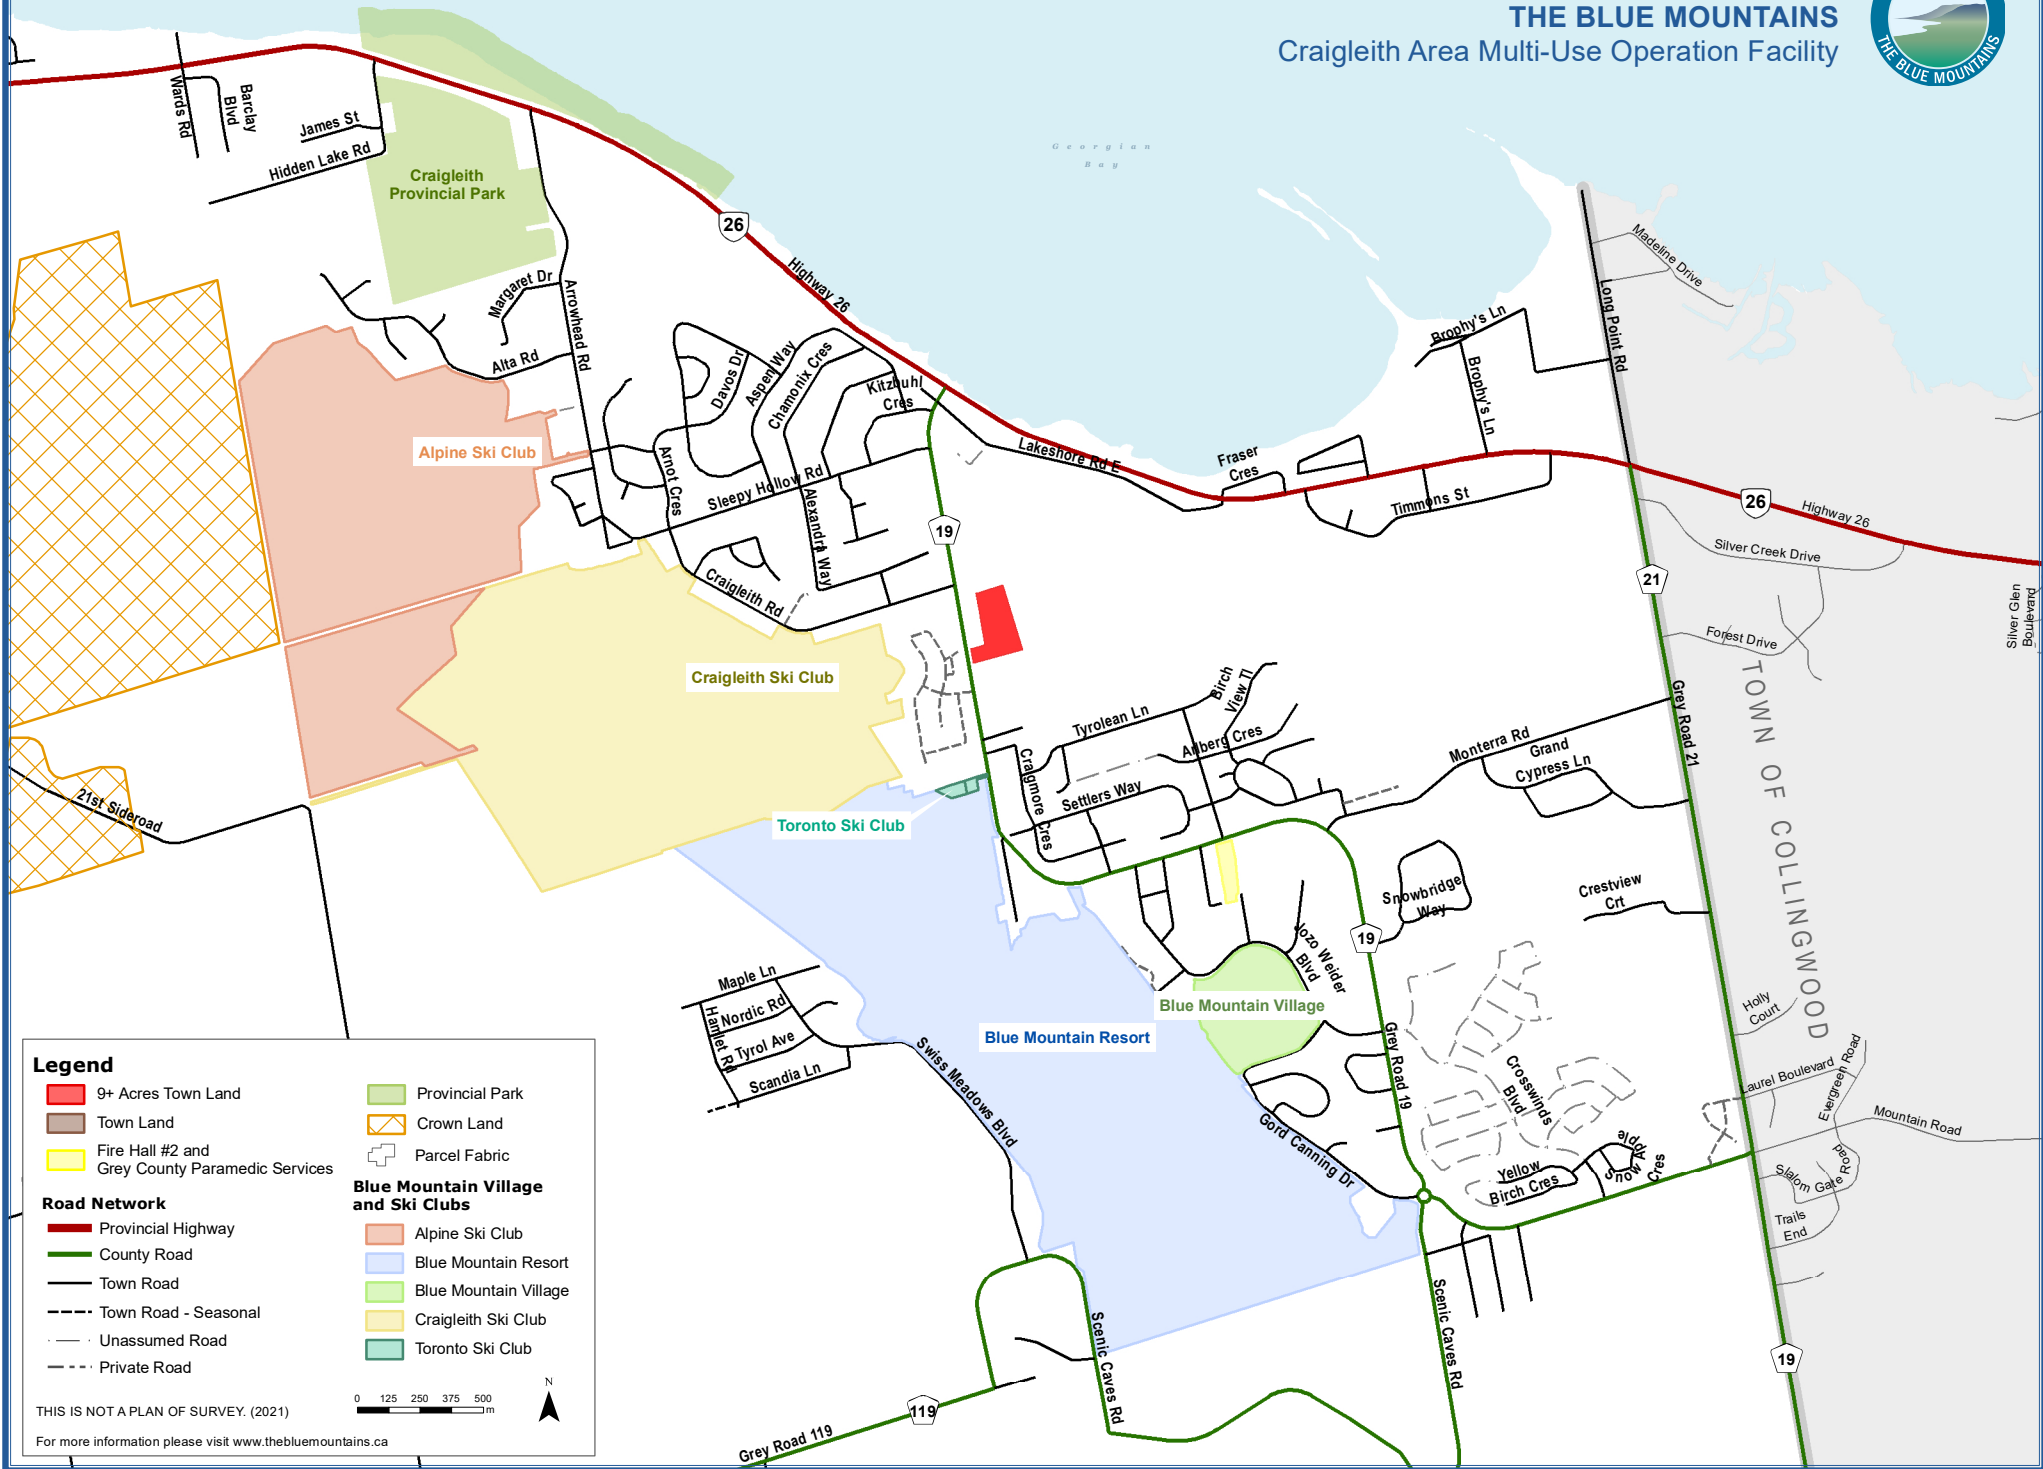 THE BLUE MOUNTAINS
Craigleith Area Multi-Use Operation Facility
THE BLUE MOUNTAINS
Georgian
Bay
Wards Rd
Barclay
Blvd
James St
Hidden Lake Rd
Craigleith
Provincial Park
26
Highway 26
Madeline Drive
Long Point Rd
Margaret Dr
Arrowhead Rd
Alta Rd
Brophy's Ln
Brophy's Ln
Davos Dr
Aspen Way
Chamonix Cres
Kitzbuhl
Cres
Alpine Ski Club
Arnot Cres
Sleepy Hollow Rd
Alexandra Way
Lakeshore Rd E
Fraser
Cres
Timmons St
26
Highway 26
19
Silver Creek Drive
21
Craigleith Rd
Silver Glen
Boulevard
Forest Drive
Craigleith Ski Club
Birch
View Tl
Tyrolean Ln
Arlberg Cres
Grey Road 21
TOWN OF COLLINGWOOD
Monterra Rd
Grand
Cypress Ln
Craigmore Cres
Settlers Way
21st Sideroad
Toronto Ski Club
Snowbridge
Way
Crestview
Crt
19
Jozo Weider
Blvd
Maple Ln
Nordic Rd
Hamlet Rd
Tyrol Ave
Scandia Ln
Blue Mountain Village
Blue Mountain Resort
Holly
Court
Swiss Meadows Blvd
Grey Road 19
Crosswinds
Blvd
Laurel Boulevard
Evergreen Road
Mountain Road
Gord Canning Dr
Yellow
Birch Cres
Snow Apple
Cres
Slalom Gate Road
Trails
End
Scenic Caves Rd
Scenic Caves Rd
19
119
Grey Road 119
Legend
9+ Acres Town Land
Town Land
Fire Hall #2 and
Grey County Paramedic Services
Provincial Park
Crown Land
Parcel Fabric
Road Network
Provincial Highway
County Road
Town Road
Town Road - Seasonal
Unassumed Road
Private Road
Blue Mountain Village
and Ski Clubs
Alpine Ski Club
Blue Mountain Resort
Blue Mountain Village
Craigleith Ski Club
Toronto Ski Club
0 125 250 375 500
m
N
THIS IS NOT A PLAN OF SURVEY. (2021)
For more information please visit www.thebluemountains.ca